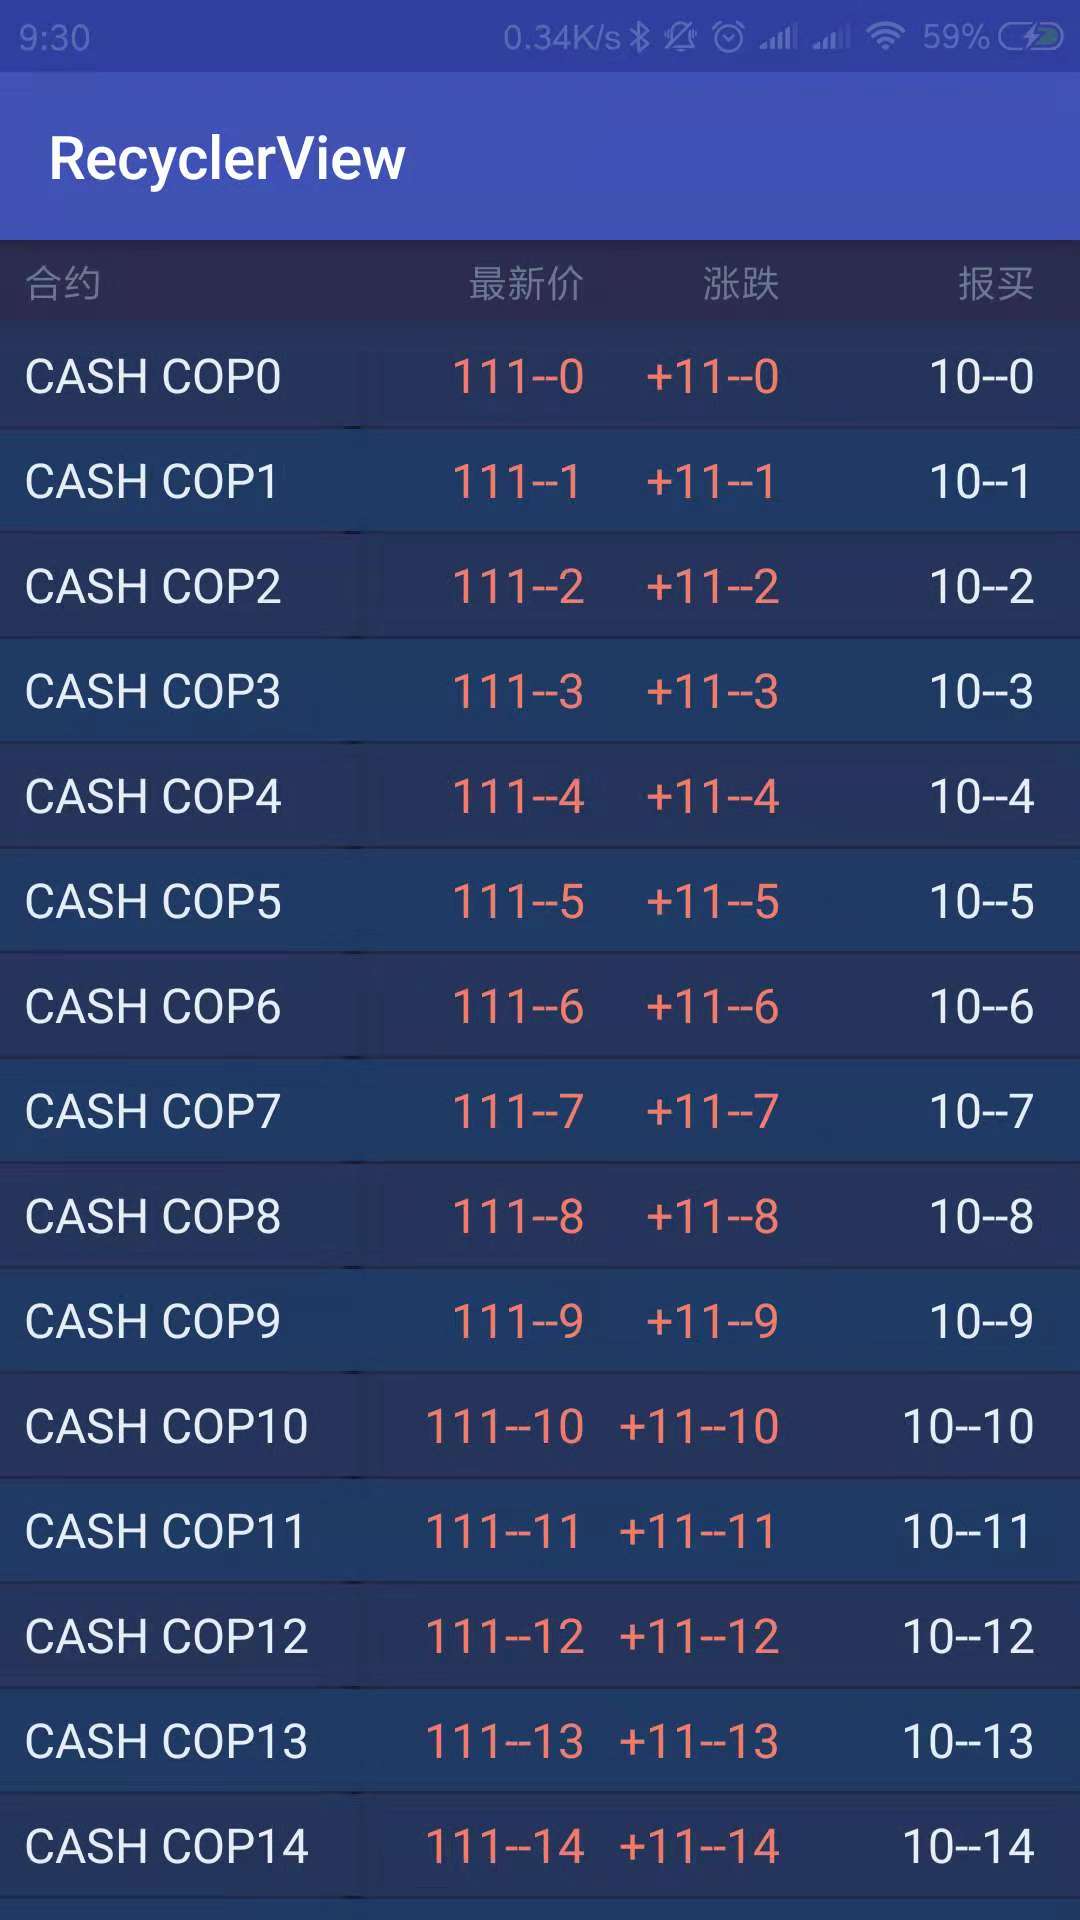 9:30 0.34K/s 59%
RecyclerView
合约 最新价 涨跌 报买
CASH COP0 111--0 +11--0 10--0
CASH COP1 111--1 +11--1 10--1
CASH COP2 111--2 +11--2 10--2
CASH COP3 111--3 +11--3 10--3
CASH COP4 111--4 +11--4 10--4
CASH COP5 111--5 +11--5 10--5
CASH COP6 111--6 +11--6 10--6
CASH COP7 111--7 +11--7 10--7
CASH COP8 111--8 +11--8 10--8
CASH COP9 111--9 +11--9 10--9
CASH COP10 111--10 +11--10 10--10
CASH COP11 111--11 +11--11 10--11
CASH COP12 111--12 +11--12 10--12
CASH COP13 111--13 +11--13 10--13
CASH COP14 111--14 +11--14 10--14